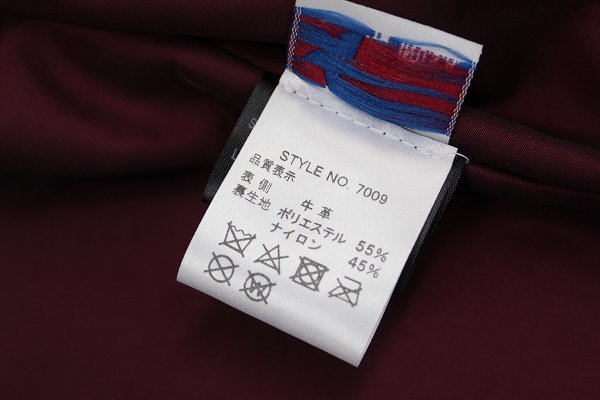 STYLE NO. 7009
品質表示
表 側 牛 革
裏生地 ポリエステル 55%
ナイロン 45%